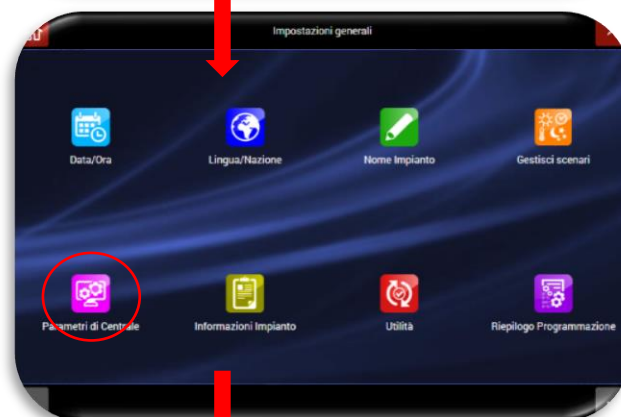 Impostazioni generali
Data/Ora
Lingua/Nazione
Nome Impianto
Gestisci scenari
Parametri di Centrale
Informazioni Impianto
Utilità
Riepilogo Programmazione